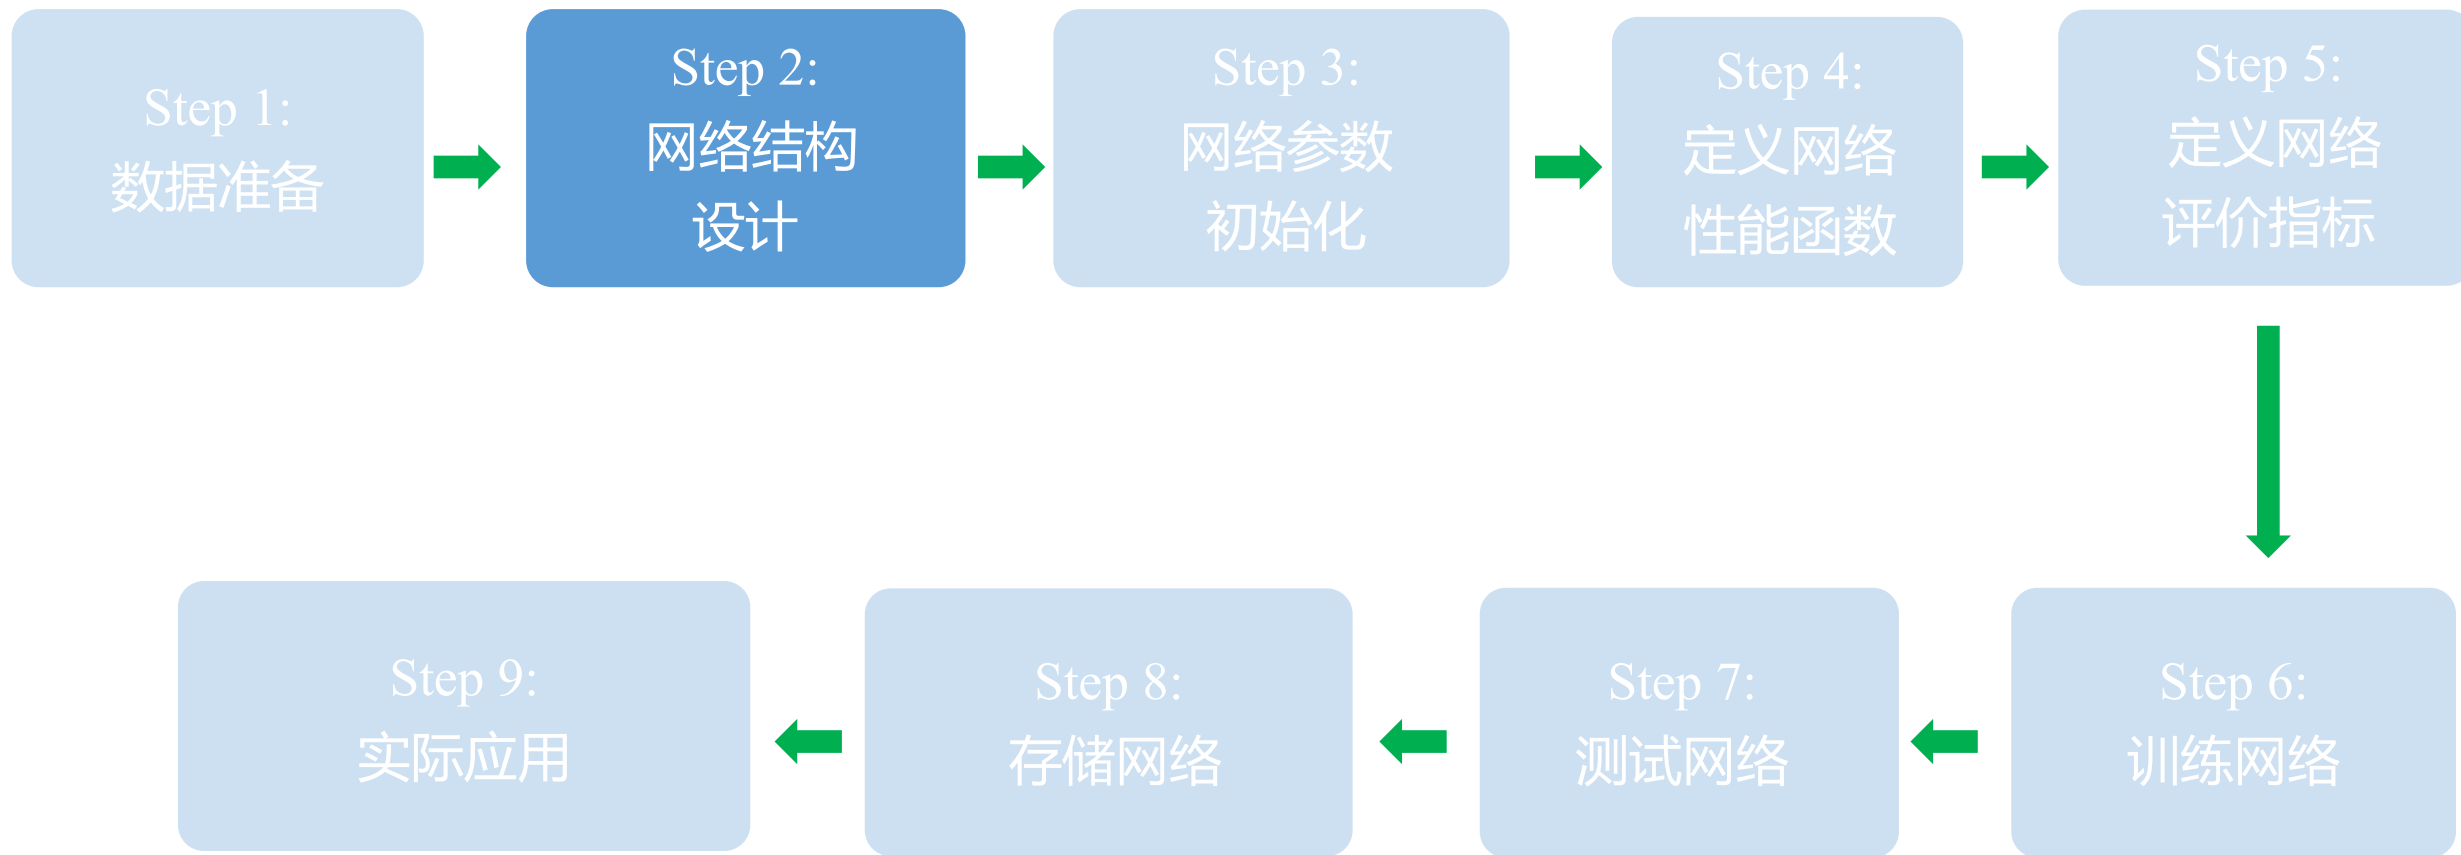 Step 1:
数据准备
Step 2:
网络结构
设计
Step 3:
网络参数
初始化
Step 4:
定义网络
性能函数
Step 5:
定义网络
评价指标
Step 6:
训练网络
Step 7:
测试网络
Step 8:
存储网络
Step 9:
实际应用